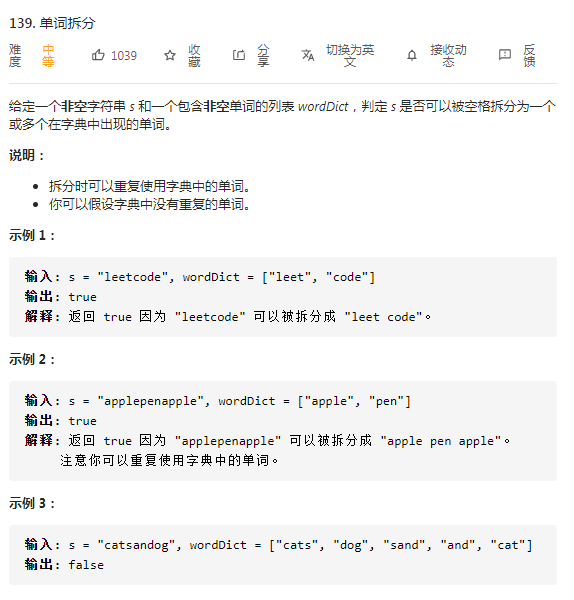 139. 单词拆分
难度 中等 1039 收藏 分享 切换为英文 接收动态 反馈
给定一个非空字符串 s 和一个包含非空单词的列表 wordDict，判定 s 是否可以被空格拆分为一个
或多个在字典中出现的单词。
说明：
• 拆分时可以重复使用字典中的单词。
• 你可以假设字典中没有重复的单词。
示例 1：
输入: s = "leetcode", wordDict = ["leet", "code"]
输出: true
解释: 返回 true 因为 "leetcode" 可以被拆分成 "leet code"。
示例 2：
输入: s = "applepenapple", wordDict = ["apple", "pen"]
输出: true
解释: 返回 true 因为 "applepenapple" 可以被拆分成 "apple pen apple"。
注意你可以重复使用字典中的单词。
示例 3：
输入: s = "catsandog", wordDict = ["cats", "dog", "sand", "and", "cat"]
输出: false